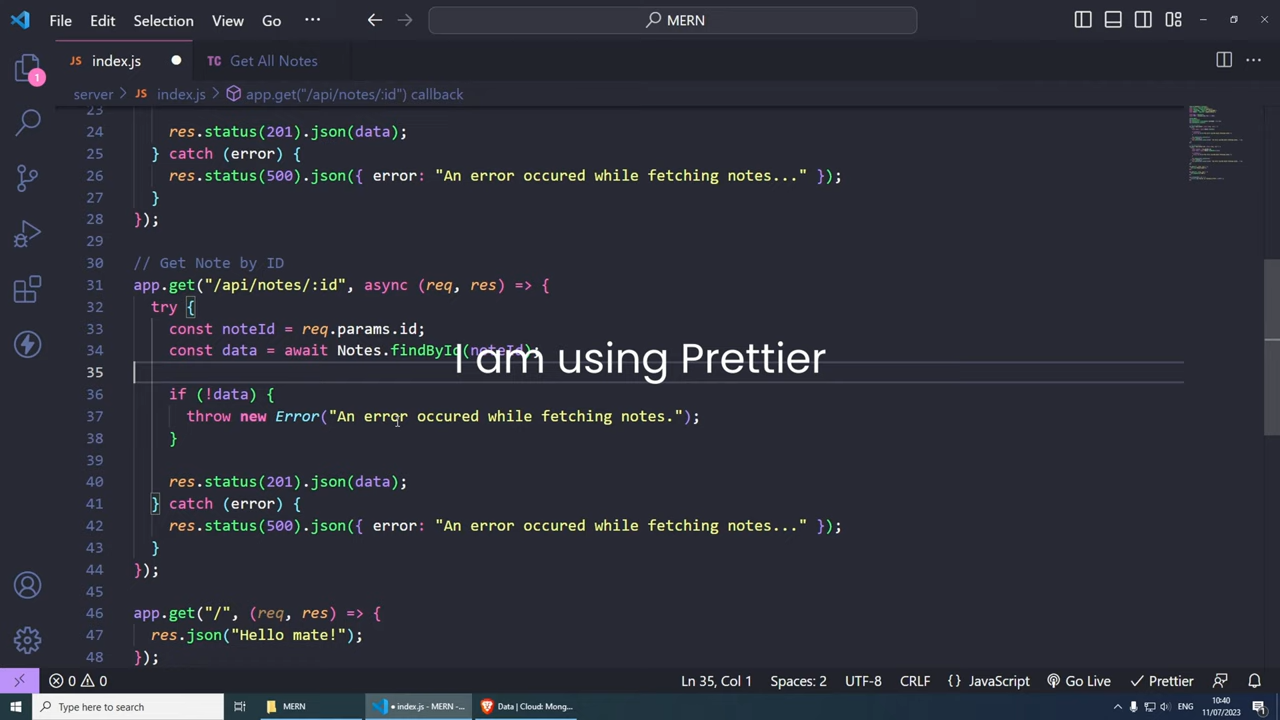 File Edit Selection View Go ··· MERN
JS index.js TC Get All Notes
server > JS index.js > app.get("/api/notes/:id") callback
1
23
24 res.status(201).json(data);
25 } catch (error) {
26 res.status(500).json({ error: "An error occured while fetching notes..." });
27 }
28 });
29
30 // Get Note by ID
31 app.get("/api/notes/:id", async (req, res) => {
32 try {
33 const noteId = req.params.id;
34 const data = await Notes.findById(noteId);
I am using Prettier
35
36 if (!data) {
37 throw new Error("An error occured while fetching notes.");
38 }
39
40 res.status(201).json(data);
41 } catch (error) {
42 res.status(500).json({ error: "An error occured while fetching notes..." });
43 }
44 });
45
46 app.get("/", (req, res) => {
47 res.json("Hello mate!");
48 });
0 0 Ln 35, Col 1 Spaces: 2 UTF-8 CRLF {} JavaScript Go Live Prettier
Type here to search MERN index.js - MERN -... Data | Cloud: Mong... 10:40
11/07/2023 1